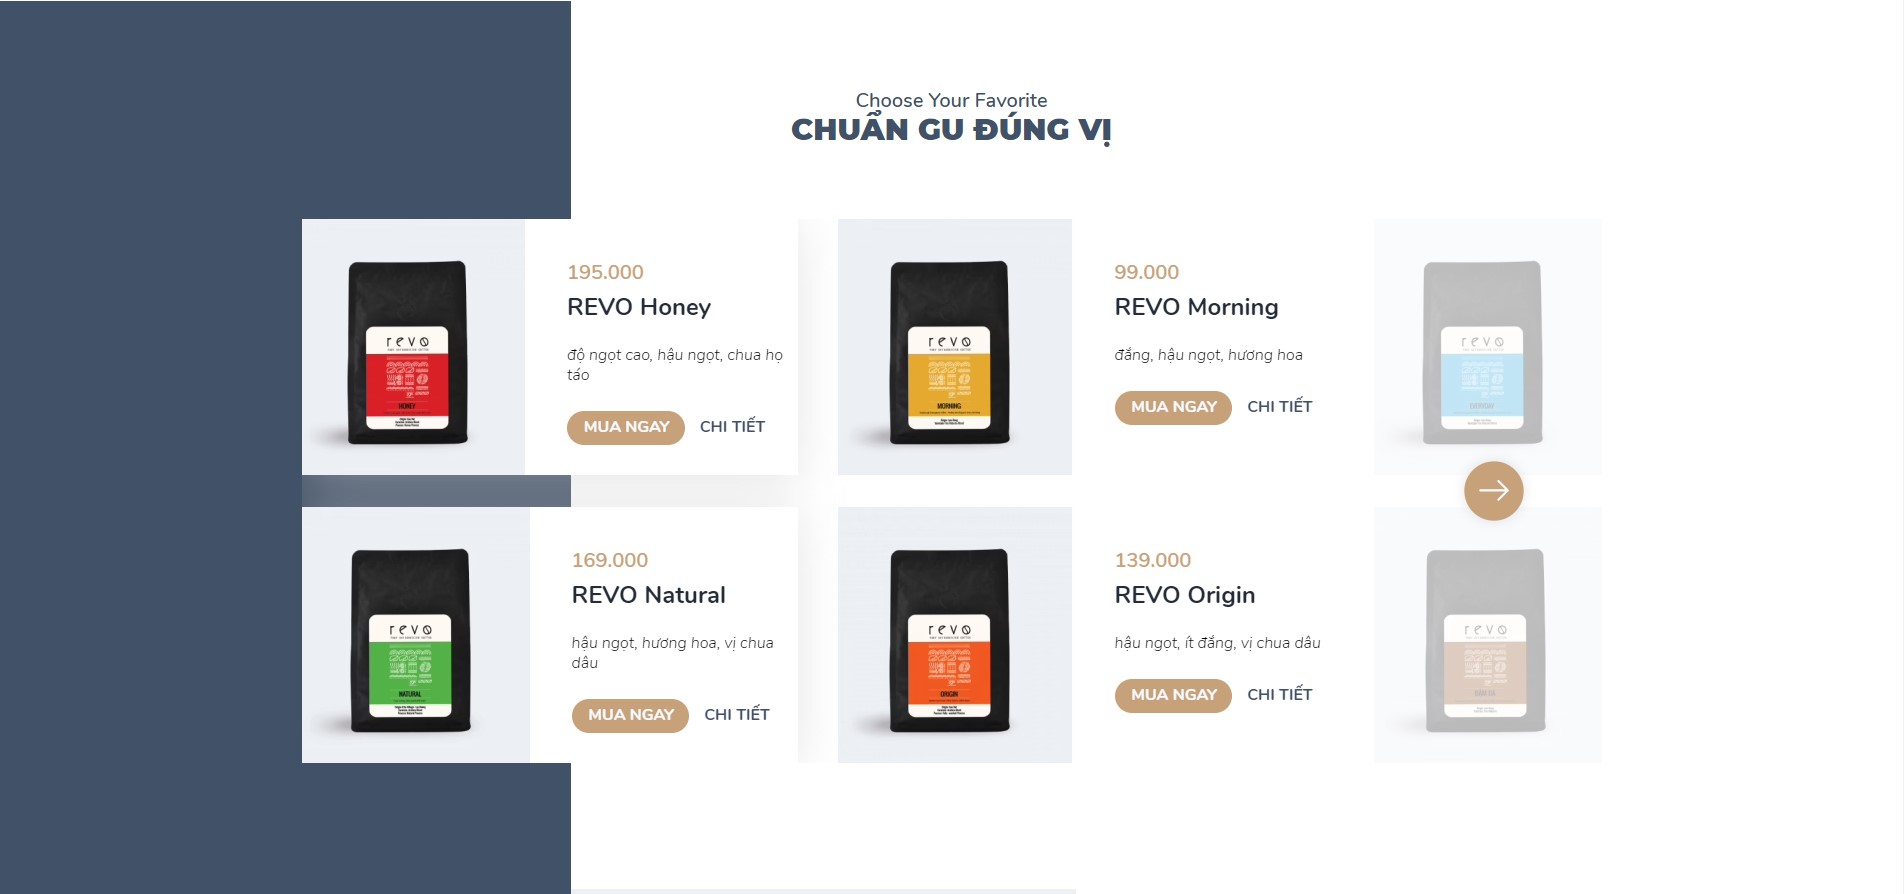 Choose Your Favorite
CHUẨN GU ĐÚNG VỊ
revo
HONEY
195.000
REVO Honey
độ ngọt cao, hậu ngọt, chua họ
táo
MUA NGAY CHI TIẾT
revo
MORNING
99.000
REVO Morning
đắng, hậu ngọt, hương hoa
MUA NGAY CHI TIẾT
revo
EVERYDAY
revo
NATURAL
169.000
REVO Natural
hậu ngọt, hương hoa, vị chua
dâu
MUA NGAY CHI TIẾT
revo
ORIGIN
139.000
REVO Origin
hậu ngọt, ít đắng, vị chua dâu
MUA NGAY CHI TIẾT
revo